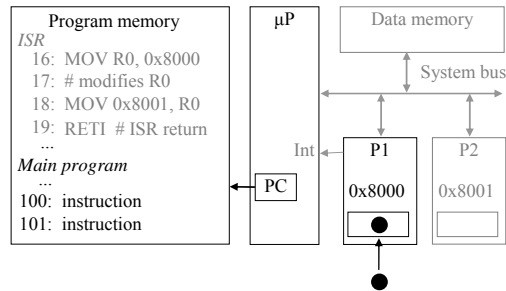 Program memory
ISR
16: MOV R0, 0x8000
17: # modifies R0
18: MOV 0x8001, R0
19: RETI # ISR return
...
Main program
...
100: instruction
101: instruction
μP
PC
Data memory
System bus
Int
P1
0x8000
P2
0x8001